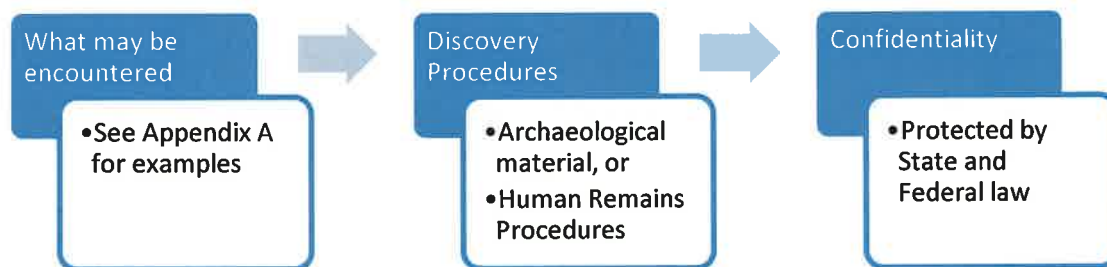 What may be
encountered
•See Appendix A
for examples
Discovery
Procedures
•Archaeological
material, or
•Human Remains
Procedures
Confidentiality
•Protected by
State and
Federal law